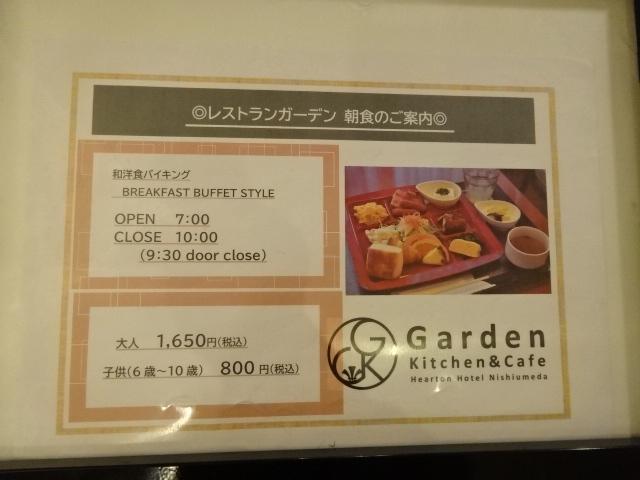 ◎レストランガーデン 朝食のご案内◎
和洋食バイキング
BREAKFAST BUFFET STYLE
OPEN 7:00
CLOSE 10:00
(9:30 door close)
大人 1,650円(税込)
子供(6歳～10歳) 800円(税込)
GK
Garden
Kitchen&Cafe
Hearton Hotel Nishiumeda